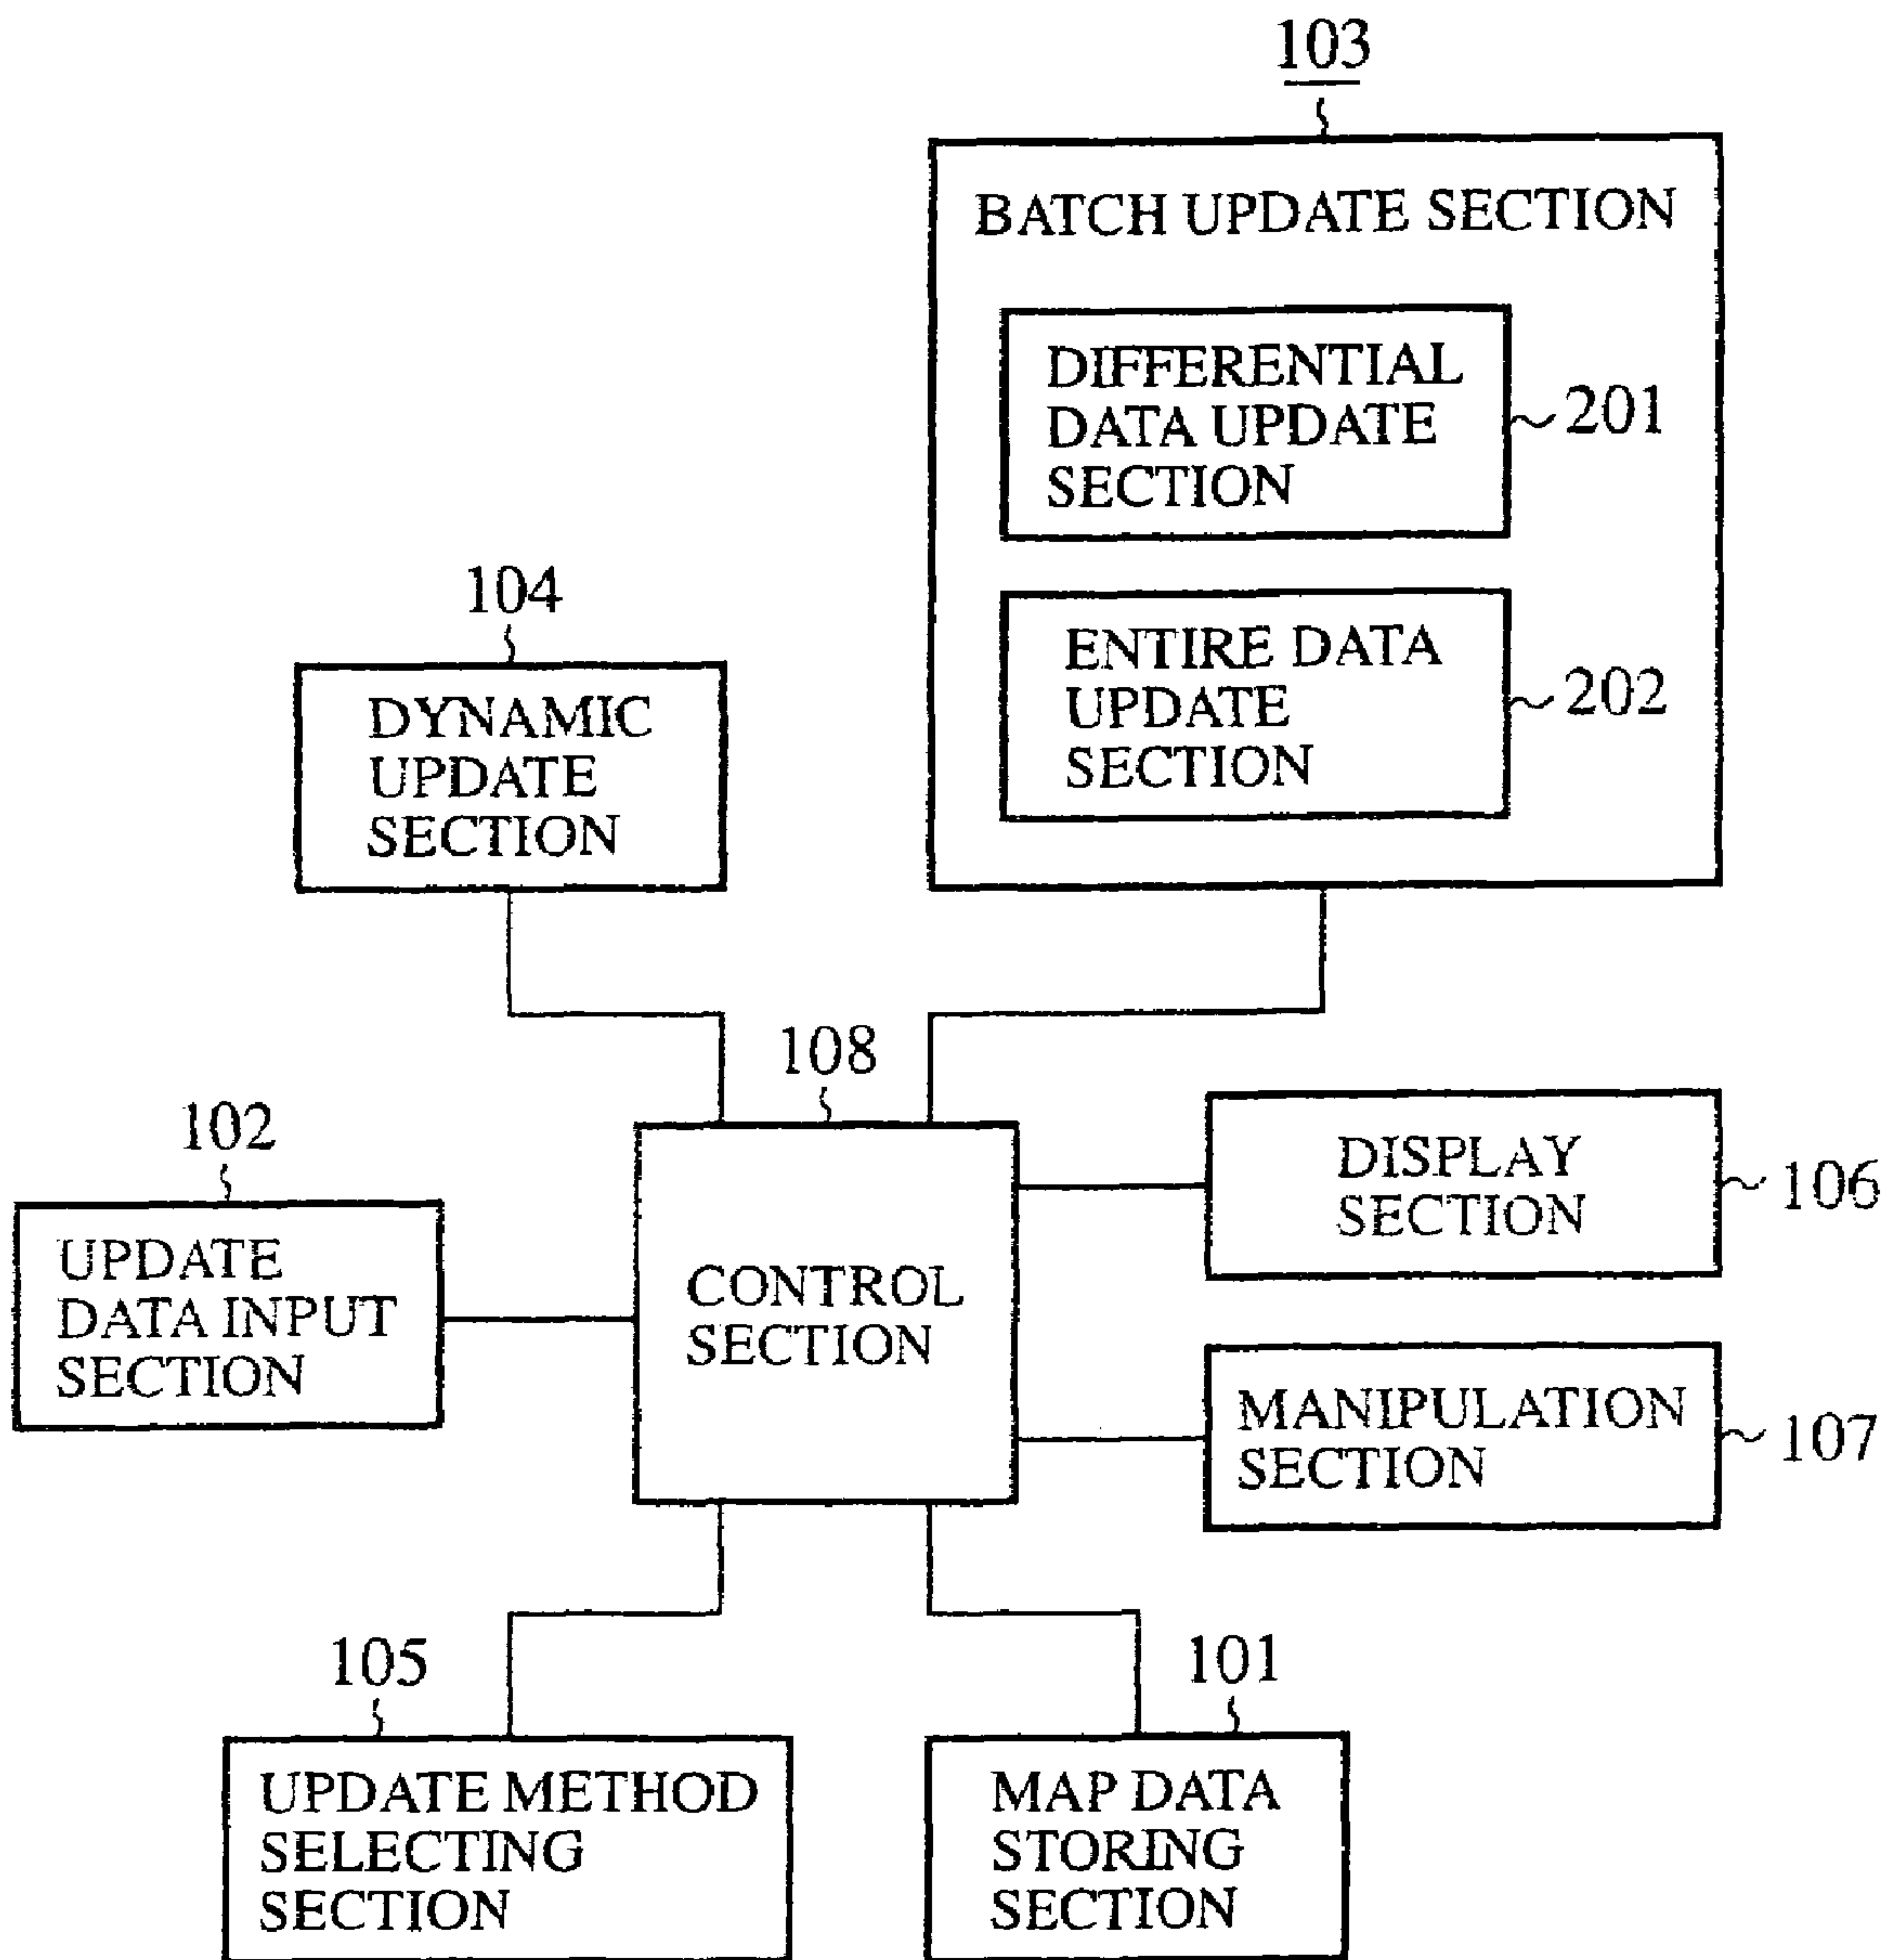 103
BATCH UPDATE SECTION
DIFFERENTIAL
DATA UPDATE
SECTION
201
ENTIRE DATA
UPDATE
SECTION
202
104
DYNAMIC
UPDATE
SECTION
108
CONTROL
SECTION
102
UPDATE
DATA INPUT
SECTION
DISPLAY
SECTION
106
MANIPULATION
SECTION
107
105
UPDATE METHOD
SELECTING
SECTION
101
MAP DATA
STORING
SECTION